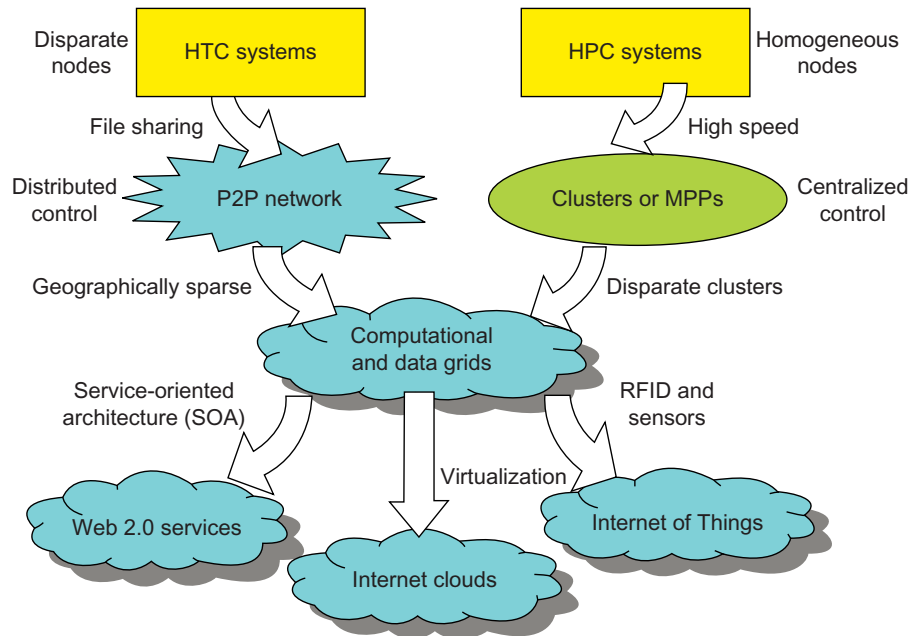 Disparate
nodes
HTC systems
HPC systems
Homogeneous
nodes
File sharing
High speed
Distributed
control
P2P network
Clusters or MPPs
Centralized
control
Geographically sparse
Disparate clusters
Computational
and data grids
Service-oriented
architecture (SOA)
RFID and
sensors
Virtualization
Web 2.0 services
Internet of Things
Internet clouds